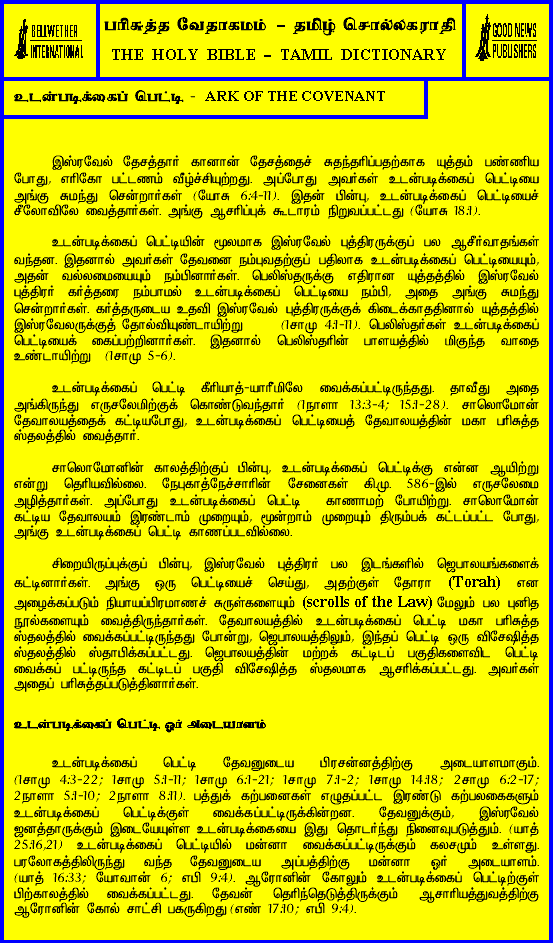 BELLWETHER
INTERNATIONAL
பரிசுத்த வேதாகமம் – தமிழ் சொல்லகராதி
THE HOLY BIBLE – TAMIL DICTIONARY
GOOD NEWS
PUBLISHERS
உடன்படிக்கைப் பெட்டி - ARK OF THE COVENANT
இஸ்ரவேல் தேசத்தார் கானான் தேசத்தைச் சுதந்தரிப்பதற்காக யுத்தம் பண்ணிய
போது, எரிகோ பட்டணம் வீழ்ச்சியுற்றது. அப்போது அவர்கள் உடன்படிக்கைப் பெட்டியை
அங்கு சுமந்து சென்றார்கள் (யோசு 6:4-11). இதன் பின்பு, உடன்படிக்கைப் பெட்டியைச்
சீலோவிலே வைத்தார்கள். அங்கு ஆசரிப்புக் கூடாரம் நிறுவப்பட்டது (யோசு 18:1).
உடன்படிக்கைப் பெட்டியின் மூலமாக இஸ்ரவேல் புத்திரருக்குப் பல ஆசீர்வாதங்கள்
வந்தன. இதனால் அவர்கள் தேவனை நம்புவதற்குப் பதிலாக உடன்படிக்கைப் பெட்டியையும்,
அதன் வல்லமையையும் நம்பினார்கள். பெலிஸ்தருக்கு எதிரான யுத்தத்தில் இஸ்ரவேல்
புத்திரர் கர்த்தரை நம்பாமல் உடன்படிக்கைப் பெட்டியை நம்பி, அதை அங்கு சுமந்து
சென்றார்கள். கர்த்தருடைய உதவி இஸ்ரவேல் புத்திரருக்குக் கிடைக்காததினால் யுத்தத்தில்
இஸ்ரவேலருக்குத் தோல்வியுண்டாயிற்று (1சாமு 4:1-11). பெலிஸ்தர்கள் உடன்படிக்கைப்
பெட்டியைக் கைப்பற்றினார்கள். இதனால் பெலிஸ்தரின் பாளயத்தில் மிகுந்த வாதை
உண்டாயிற்று (1சாமு 5-6).
உடன்படிக்கைப் பெட்டி கீரியாத்-யாரீமிலே வைக்கப்பட்டிருந்தது. தாவீது அதை
அங்கிருந்து எருசலேமிற்குக் கொண்டுவந்தார் (1நாளா 13:3-4; 15:1-28). சாலொமோன்
தேவாலயத்தைக் கட்டியபோது, உடன்படிக்கைப் பெட்டியைத் தேவாலயத்தின் மகா பரிசுத்த
ஸ்தலத்தில் வைத்தார்.
சாலொமோனின் காலத்திற்குப் பின்பு, உடன்படிக்கைப் பெட்டிக்கு என்ன ஆயிற்று
என்று தெரியவில்லை. நேபுகாத்நேச்சாரின் சேனைகள் கி.மு. 586-இல் எருசலேமை
அழித்தார்கள். அப்போது உடன்படிக்கைப் பெட்டி காணாமற் போயிற்று. சாலொமோன்
கட்டிய தேவாலயம் இரண்டாம் முறையும், மூன்றாம் முறையும் திரும்பக் கட்டப்பட்ட போது,
அங்கு உடன்படிக்கைப் பெட்டி காணப்படவில்லை.
சிறையிருப்புக்குப் பின்பு, இஸ்ரவேல் புத்திரர் பல இடங்களில் ஜெபாலயங்களைக்
கட்டினார்கள். அங்கு ஒரு பெட்டியைச் செய்து, அதற்குள் தோரா (Torah) என
அழைக்கப்படும் நியாயப்பிரமாணச் சுருள்களையும் (scrolls of the Law) மேலும் பல புனித
நூல்களையும் வைத்திருந்தார்கள். தேவாலயத்தில் உடன்படிக்கைப் பெட்டி மகா பரிசுத்த
ஸ்தலத்தில் வைக்கப்பட்டிருந்தது போன்று, ஜெபாலயத்திலும், இந்தப் பெட்டி ஒரு விசேஷித்த
ஸ்தலத்தில் ஸ்தாபிக்கப்பட்டது. ஜெபாலயத்தின் மற்றக் கட்டிடப் பகுதிகளைவிட பெட்டி
வைக்கப் பட்டிருந்த கட்டிடப் பகுதி விசேஷித்த ஸ்தலமாக ஆசரிக்கப்பட்டது. அவர்கள்
அதைப் பரிசுத்தப்படுத்தினார்கள்.
உடன்படிக்கைப் பெட்டி ஓர் அடையாளம்
உடன்படிக்கைப் பெட்டி தேவனுடைய பிரசன்னத்திற்கு அடையாளமாகும்.
(1சாமு 4:3-22; 1சாமு 5:1-11; 1சாமு 6:1-21; 1சாமு 7:1-2; 1சாமு 14:18; 2சாமு 6:2-17;
2நாளா 5:1-10; 2நாளா 8:11). பத்துக் கற்பனைகள் எழுதப்பட்ட இரண்டு கற்பலகைகளும்
உடன்படிக்கைப் பெட்டிக்குள் வைக்கப்பட்டிருக்கின்றன. தேவனுக்கும், இஸ்ரவேல்
ஜனத்தாருக்கும் இடையேயுள்ள உடன்படிக்கையை இது தொடர்ந்து நினைவுபடுத்தும். (யாத்
25:16,21) உடன்படிக்கைப் பெட்டியில் மன்னா வைக்கப்பட்டிருக்கும் கலசமும் உள்ளது.
பரலோகத்திலிருந்து வந்த தேவனுடைய அப்பத்திற்கு மன்னா ஓர் அடையாளம்.
(யாத் 16:33; யோவான் 6; எபி 9:4). ஆரோனின் கோலும் உடன்படிக்கைப் பெட்டிற்குள்
பிற்காலத்தில் வைக்கப்பட்டது. தேவன் தெரிந்தெடுத்திருக்கும் ஆசாரியத்துவத்திற்கு
ஆரோனின் கோல் சாட்சி பகருகிறது (எண் 17:10; எபி 9:4).